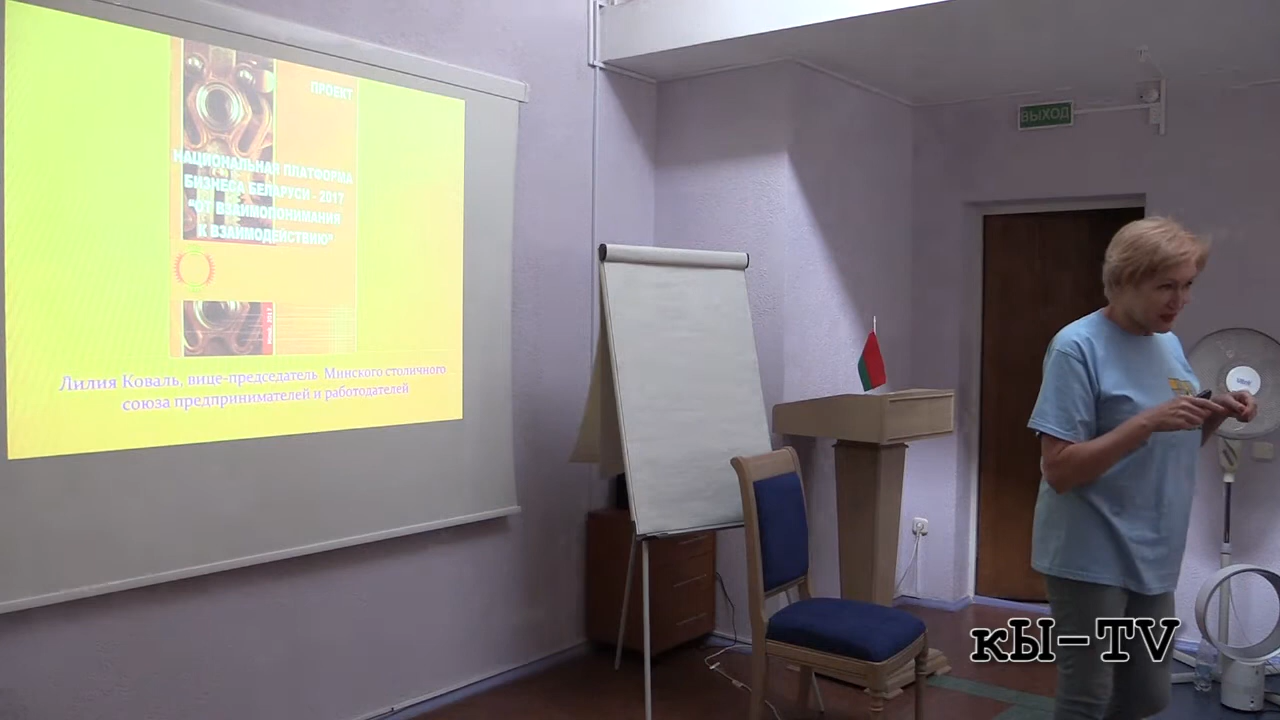 ПРОЕКТ
НАЦИОНАЛЬНАЯ ПЛАТФОРМА
БИЗНЕСА БЕЛАРУСИ - 2017
"ОТ ВЗАИМОПОНИМАНИЯ
К ВЗАИМОДЕЙСТВИЮ"
2017
Лилия Коваль, вице-председатель Минского столичного
союза предпринимателей и работодателей
ВЫХОД
кЫ-TV